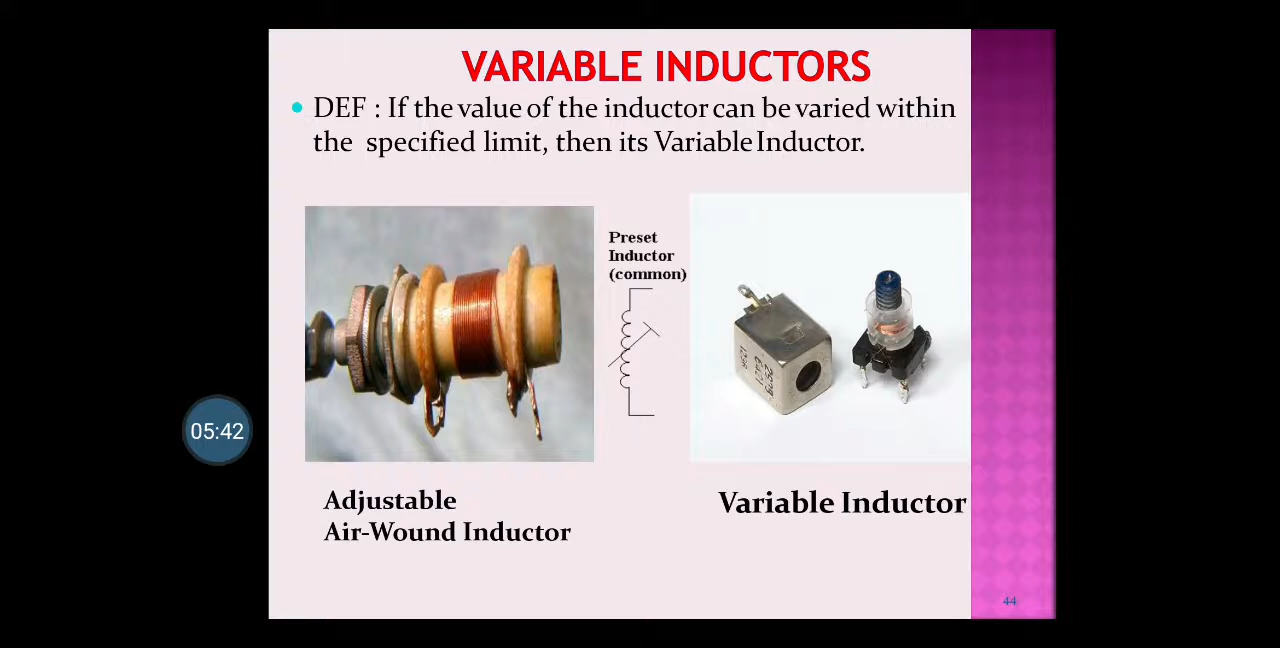 VARIABLE INDUCTORS
DEF : If the value of the inductor can be varied within
the specified limit, then its Variable Inductor.
Preset
Inductor
(common)
05:42
Adjustable
Air-Wound Inductor
Variable Inductor
44